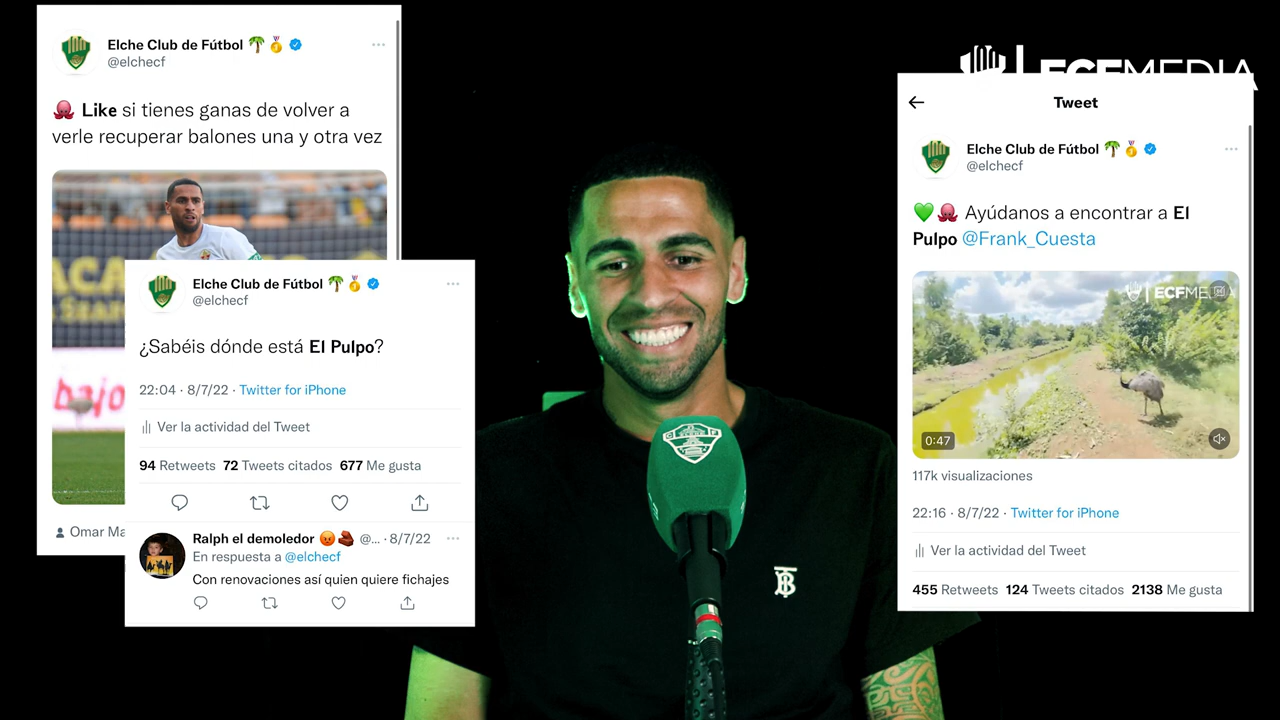 Elche Club de Fútbol 🌴🥇
@elchecf
🐙 Like si tienes ganas de volver a
verle recuperar balones una y otra vez
bajo
Omar Ma
Elche Club de Fútbol 🌴🥇
@elchecf
¿Sabéis dónde está El Pulpo?
22:04 · 8/7/22 · Twitter for iPhone
Ver la actividad del Tweet
94 Retweets 72 Tweets citados 677 Me gusta
Ralph el demoledor 😡 @... · 8/7/22
En respuesta a @elchecf
Con renovaciones así quien quiere fichajes
ECFMEDIA
Tweet
Elche Club de Fútbol 🌴🥇
@elchecf
💚🐙 Ayúdanos a encontrar a El
Pulpo @Frank_Cuesta
ECFMEDIA
0:47
117k visualizaciones
22:16 · 8/7/22 · Twitter for iPhone
Ver la actividad del Tweet
455 Retweets 124 Tweets citados 2138 Me gusta